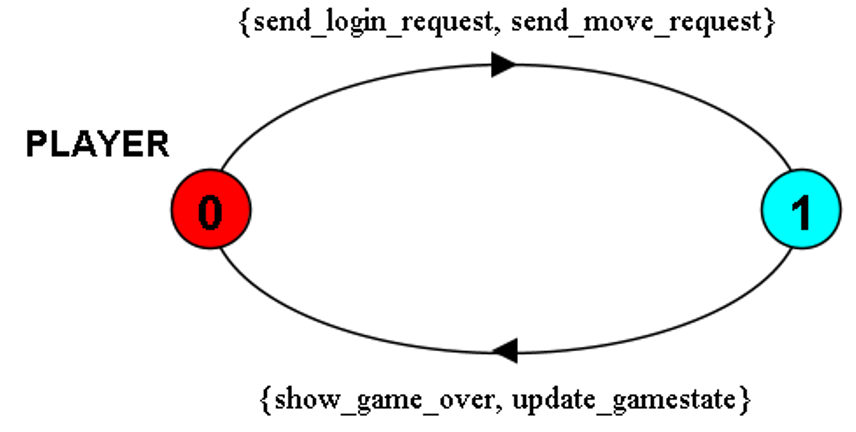 {send_login_request, send_move_request}
PLAYER
0
1
{show_game_over, update_gamestate}